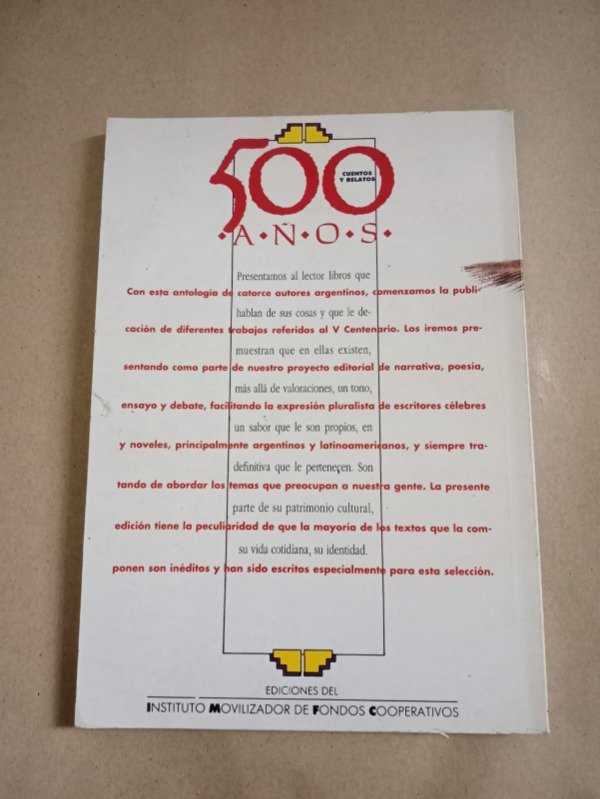 500
CUENTOS
Y RELATOS
·A·Ñ·O·S·
Presentamos al lector libros que
Con esta antología de catorce autores argentinos, comenzamos la publi-
hablan de sus cosas y que le de-
cación de diferentes trabajos referidos al V Centenario. Los iremos pre-
muestran que en ellas existen,
sentando como parte de nuestro proyecto editorial de narrativa, poesía,
más allá de valoraciones, un tono,
ensayo y debate, facilitando la expresión pluralista de escritores célebres
un sabor que le son propios, en
y noveles, principalmente argentinos y latinoamericanos, y siempre tra-
definitiva que le pertenecen. Son
tando de abordar los temas que preocupan a nuestra gente. La presente
parte de su patrimonio cultural,
edición tiene la peculiaridad de que la mayoría de los textos que la com-
su vida cotidiana, su identidad.
ponen son inéditos y han sido escritos especialmente para esta selección.
EDICIONES DEL
INSTITUTO MOVILIZADOR DE FONDOS COOPERATIVOS